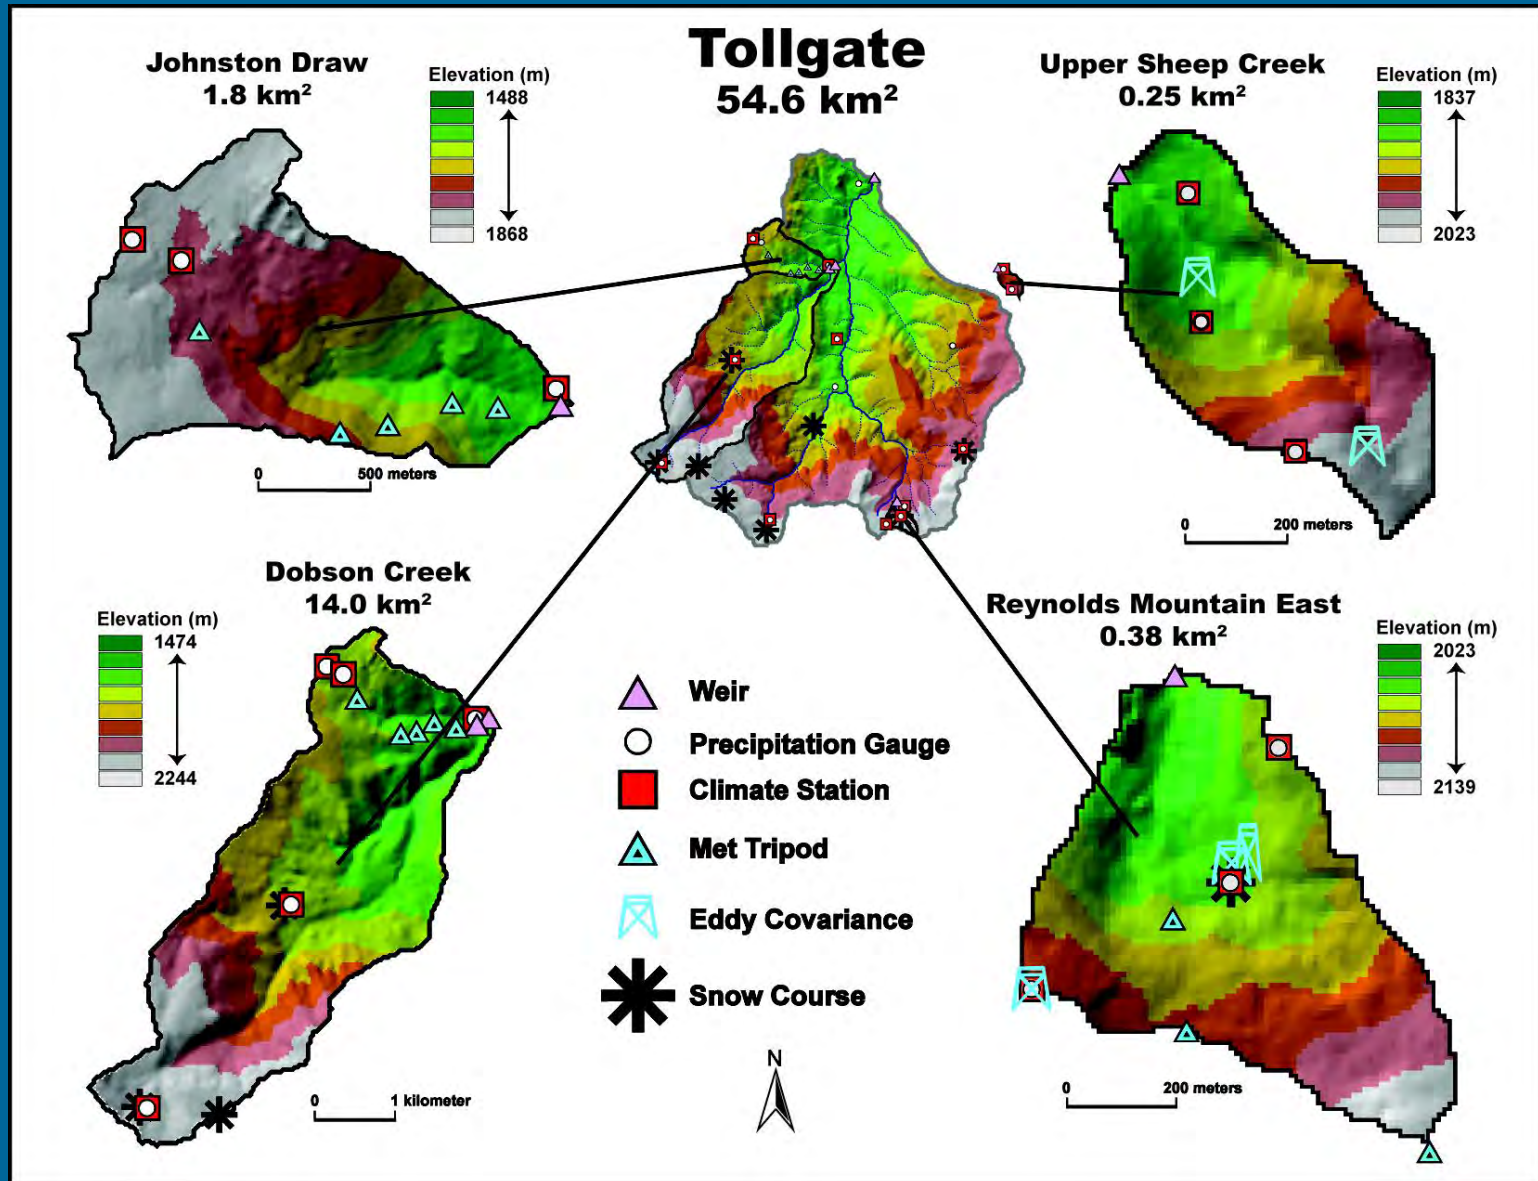 Tollgate
54.6 km²
Johnston Draw
1.8 km²
Elevation (m)
1488
1868
0 500 meters
Upper Sheep Creek
0.25 km²
Elevation (m)
1837
2023
0 200 meters
Dobson Creek
14.0 km²
Elevation (m)
1474
2244
0 1 kilometer
Weir
Precipitation Gauge
Climate Station
Met Tripod
Eddy Covariance
Snow Course
N
Reynolds Mountain East
0.38 km²
Elevation (m)
2023
2139
0 200 meters